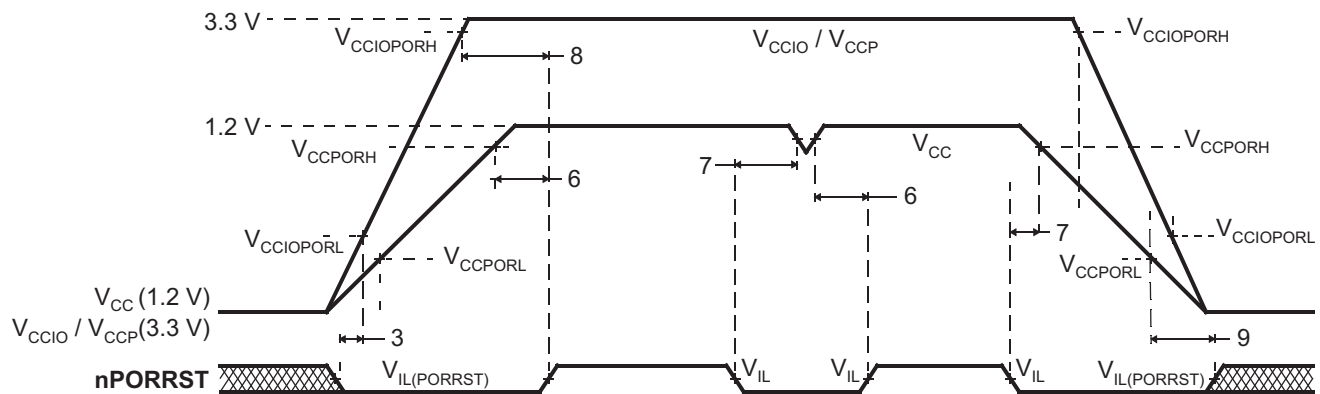 3.3 V
VCCIOPORH
8
VCCIO / VCCP
VCCIOPORH
1.2 V
VCCPORH
6
7
VCC
6
VCCPORH
7
VCCIOPORL
VCCPORL
VCCIOPORL
VCCPORL
VCC (1.2 V)
VCCIO / VCCP(3.3 V)
3
9
nPORRST
VIL(PORRST)
VIL
VIL
VIL
VIL(PORRST)